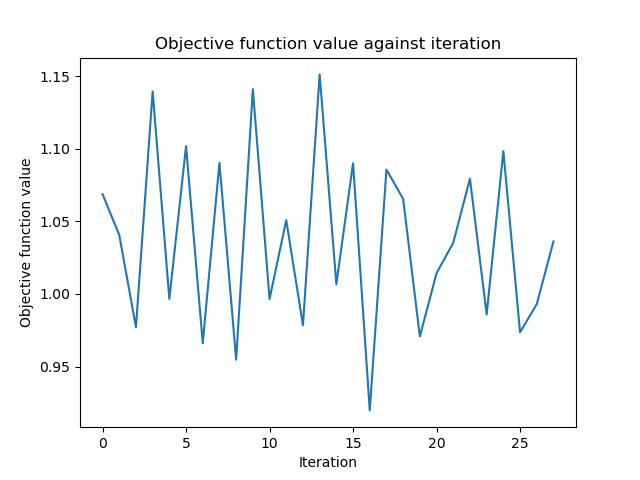 Objective function value against iteration
1.15
1.10
1.05
1.00
0.95
Objective function value
0 5 10 15 20 25
Iteration